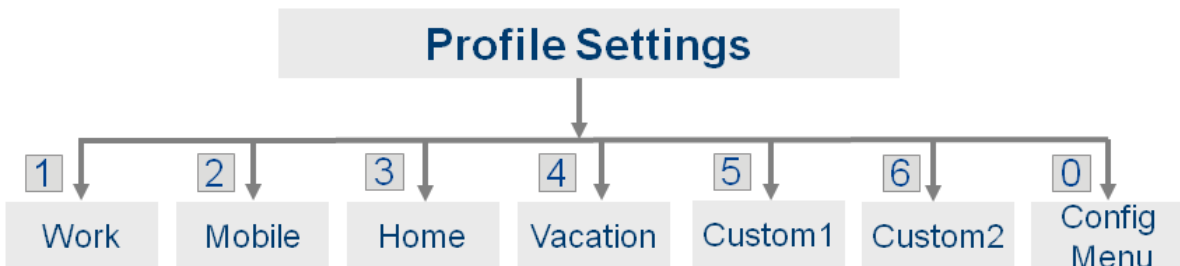 Profile Settings
1 2 3 4 5 6 0
Work Mobile Home Vacation Custom1 Custom2 Config
Menu